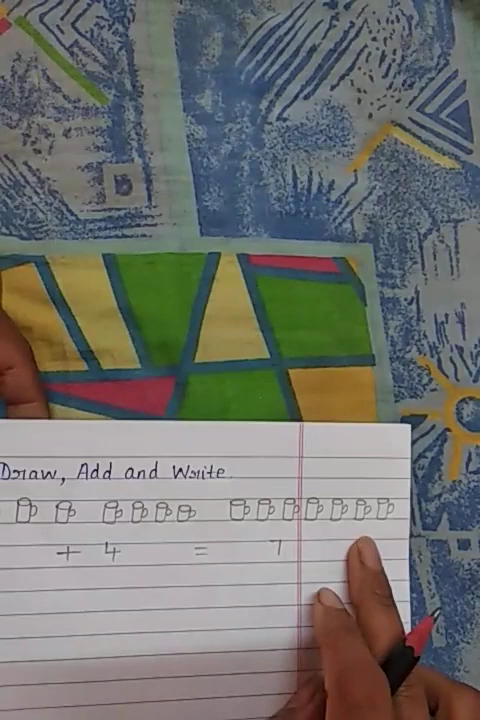 Draw, Add and Write.
+ 4 = 7